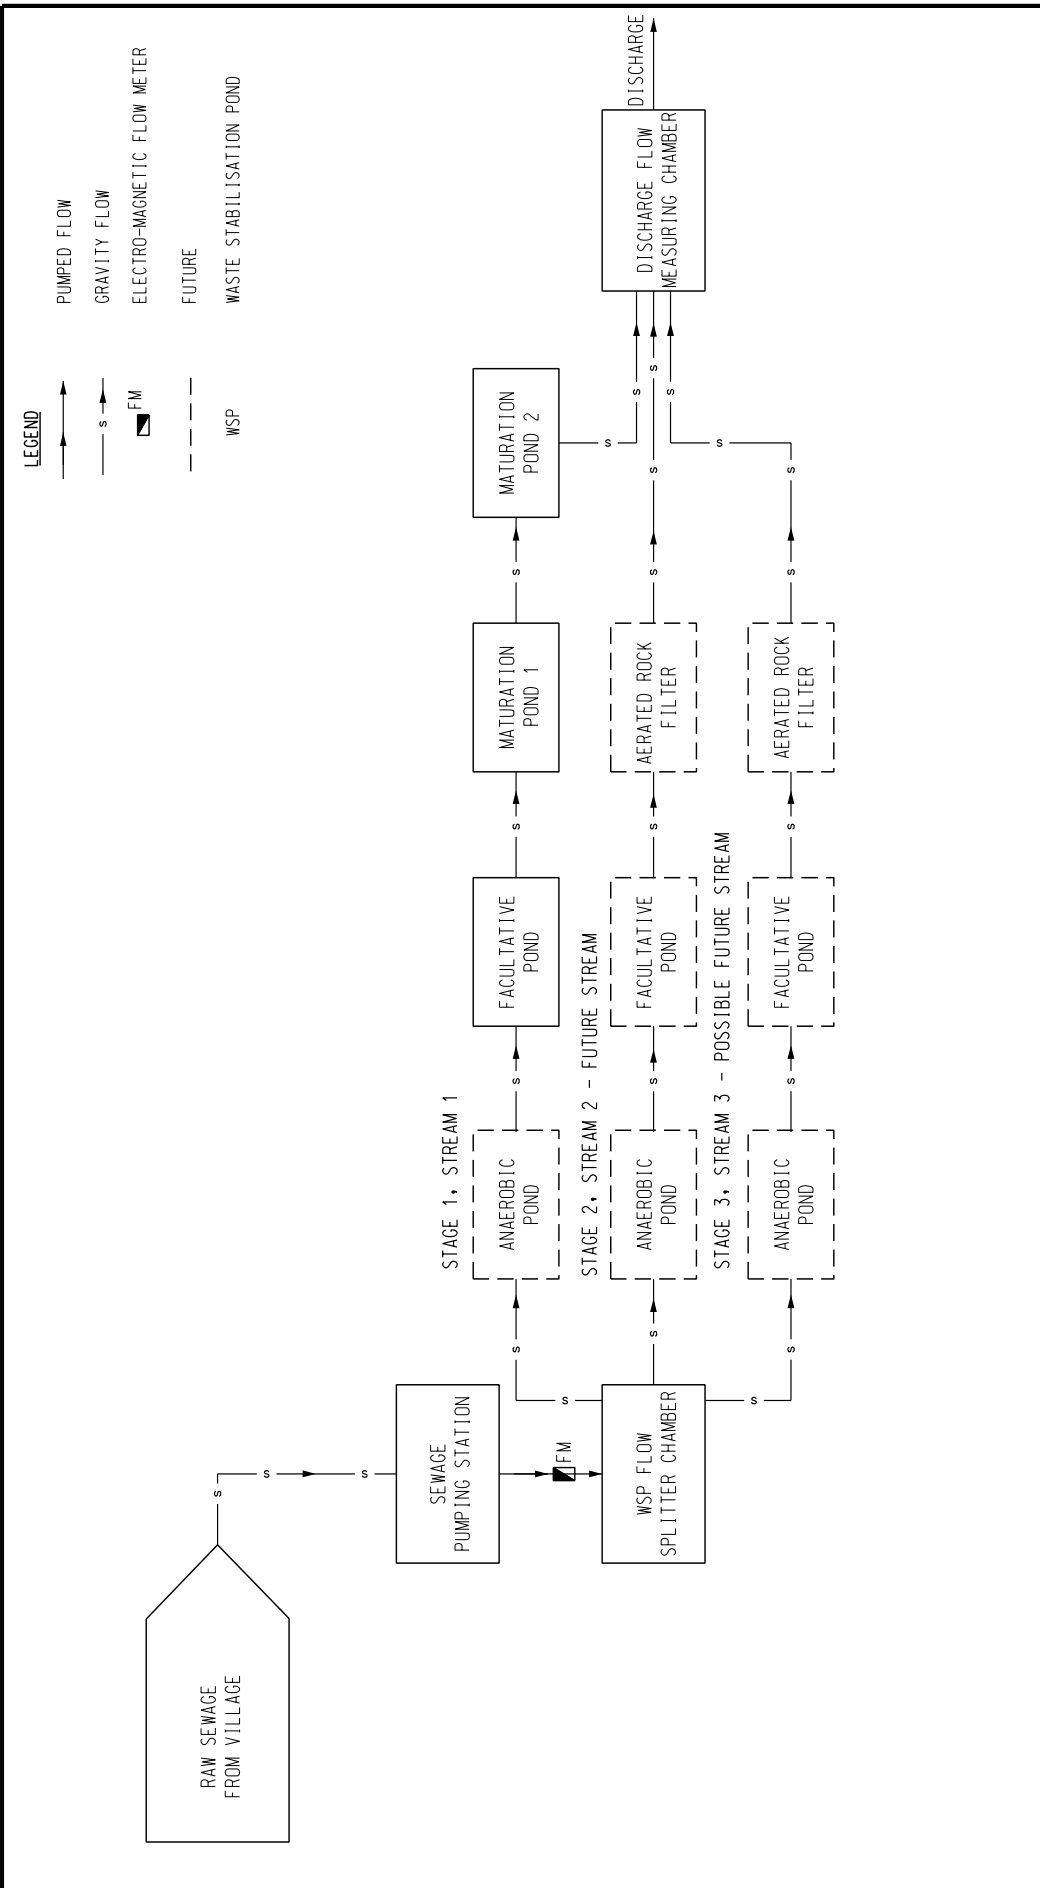 LEGEND
PUMPED FLOW
s
GRAVITY FLOW
FM
ELECTRO-MAGNETIC FLOW METER
FUTURE
WSP
WASTE STABILISATION POND
RAW SEWAGE
FROM VILLAGE
s
s
s
SEWAGE
PUMPING STATION
FM
WSP FLOW
SPLITTER CHAMBER
s
s
STAGE 1, STREAM 1
ANAEROBIC
POND
s
FACULTATIVE
POND
s
MATURATION
POND 1
s
MATURATION
POND 2
s
s
s
STAGE 2, STREAM 2 - FUTURE STREAM
ANAEROBIC
POND
s
FACULTATIVE
POND
s
AERATED ROCK
FILTER
s
s
s
s
s
STAGE 3, STREAM 3 - POSSIBLE FUTURE STREAM
ANAEROBIC
POND
s
FACULTATIVE
POND
s
AERATED ROCK
FILTER
s
s
s
s
DISCHARGE FLOW
MEASURING CHAMBER
DISCHARGE